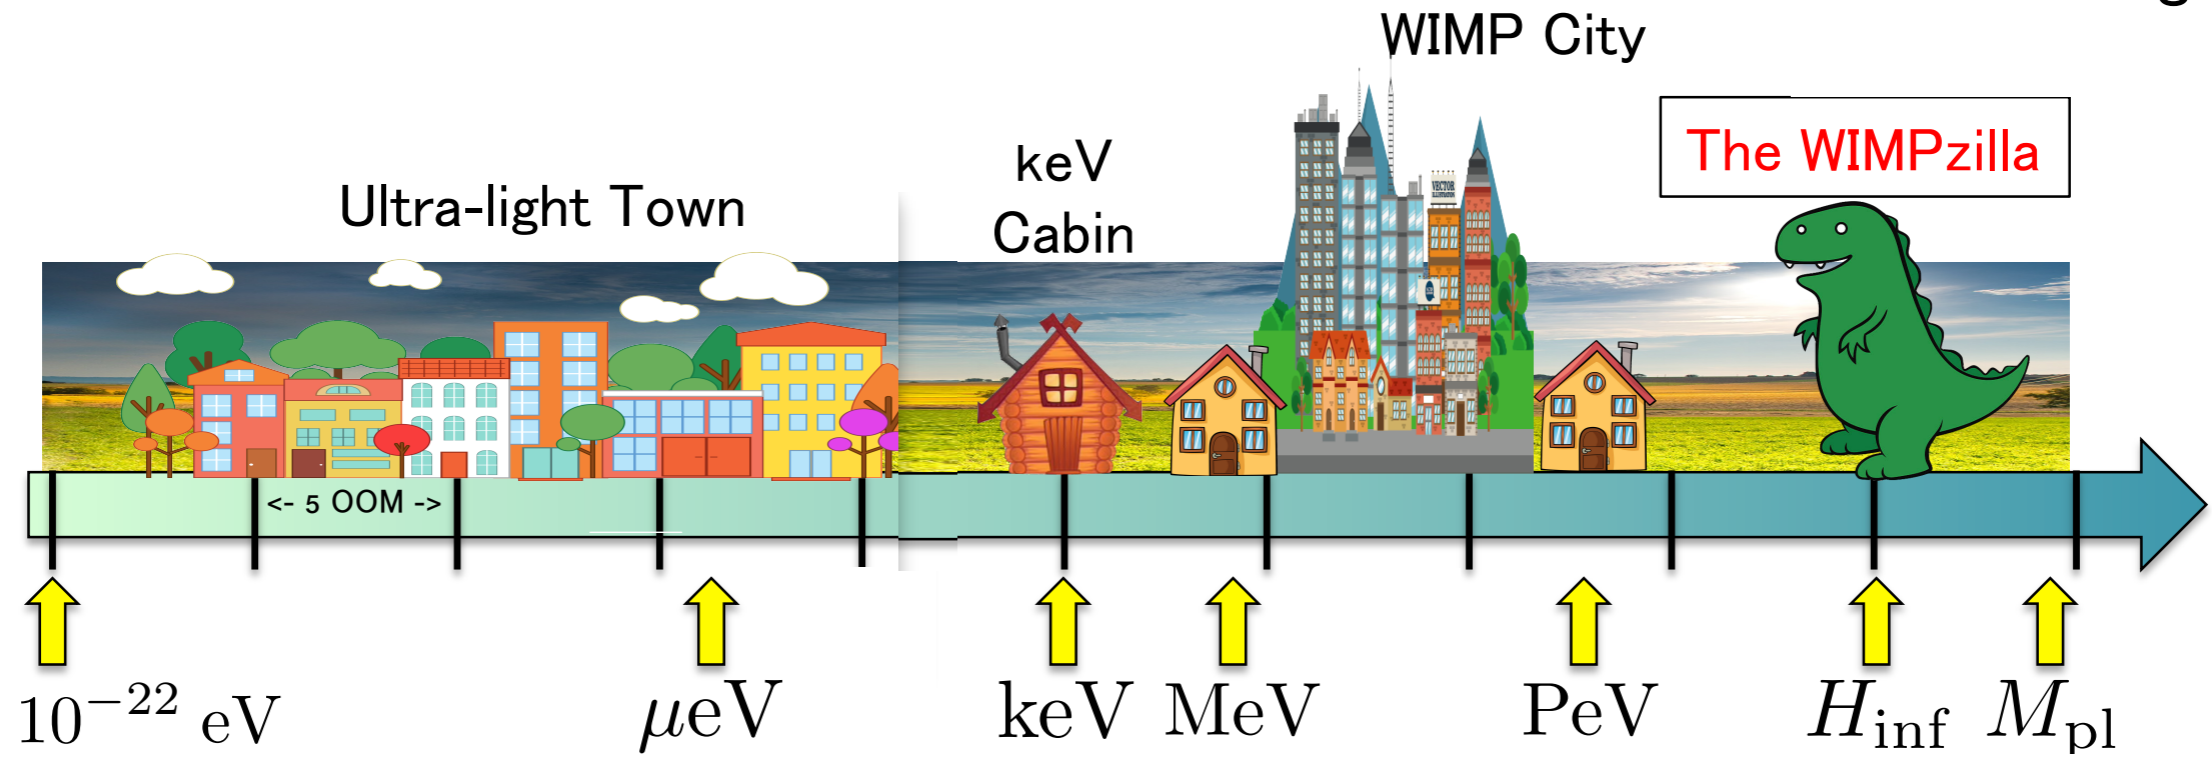 g
WIMP City
The WIMPzilla
keV
Cabin
Ultra-light Town
VECTOR
<- 5 OOM ->
10⁻²² eV
μeV
keV
MeV
PeV
H_inf
M_pl